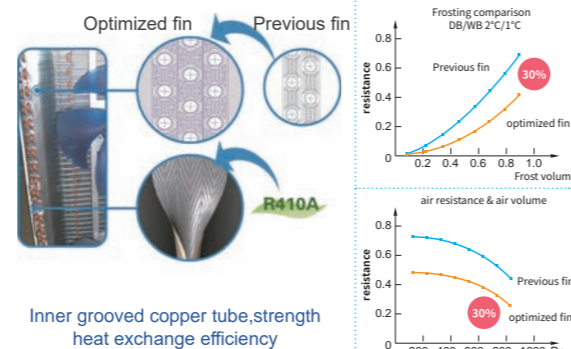 Optimized fin
Previous fin
R410A
Inner grooved copper tube,strength
heat exchange efficiency
Frosting comparison
DB/WB 2°C/1°C
resistance
0.8
0.6
0.4
0.2
0
Previous fin
30%
optimized fin
0.2 0.4 0.6 0.8 1.0
Frost volum
air resistance & air volume
resistance
0.8
0.6
0.4
0.2
0
Previous fin
30%
optimized fin